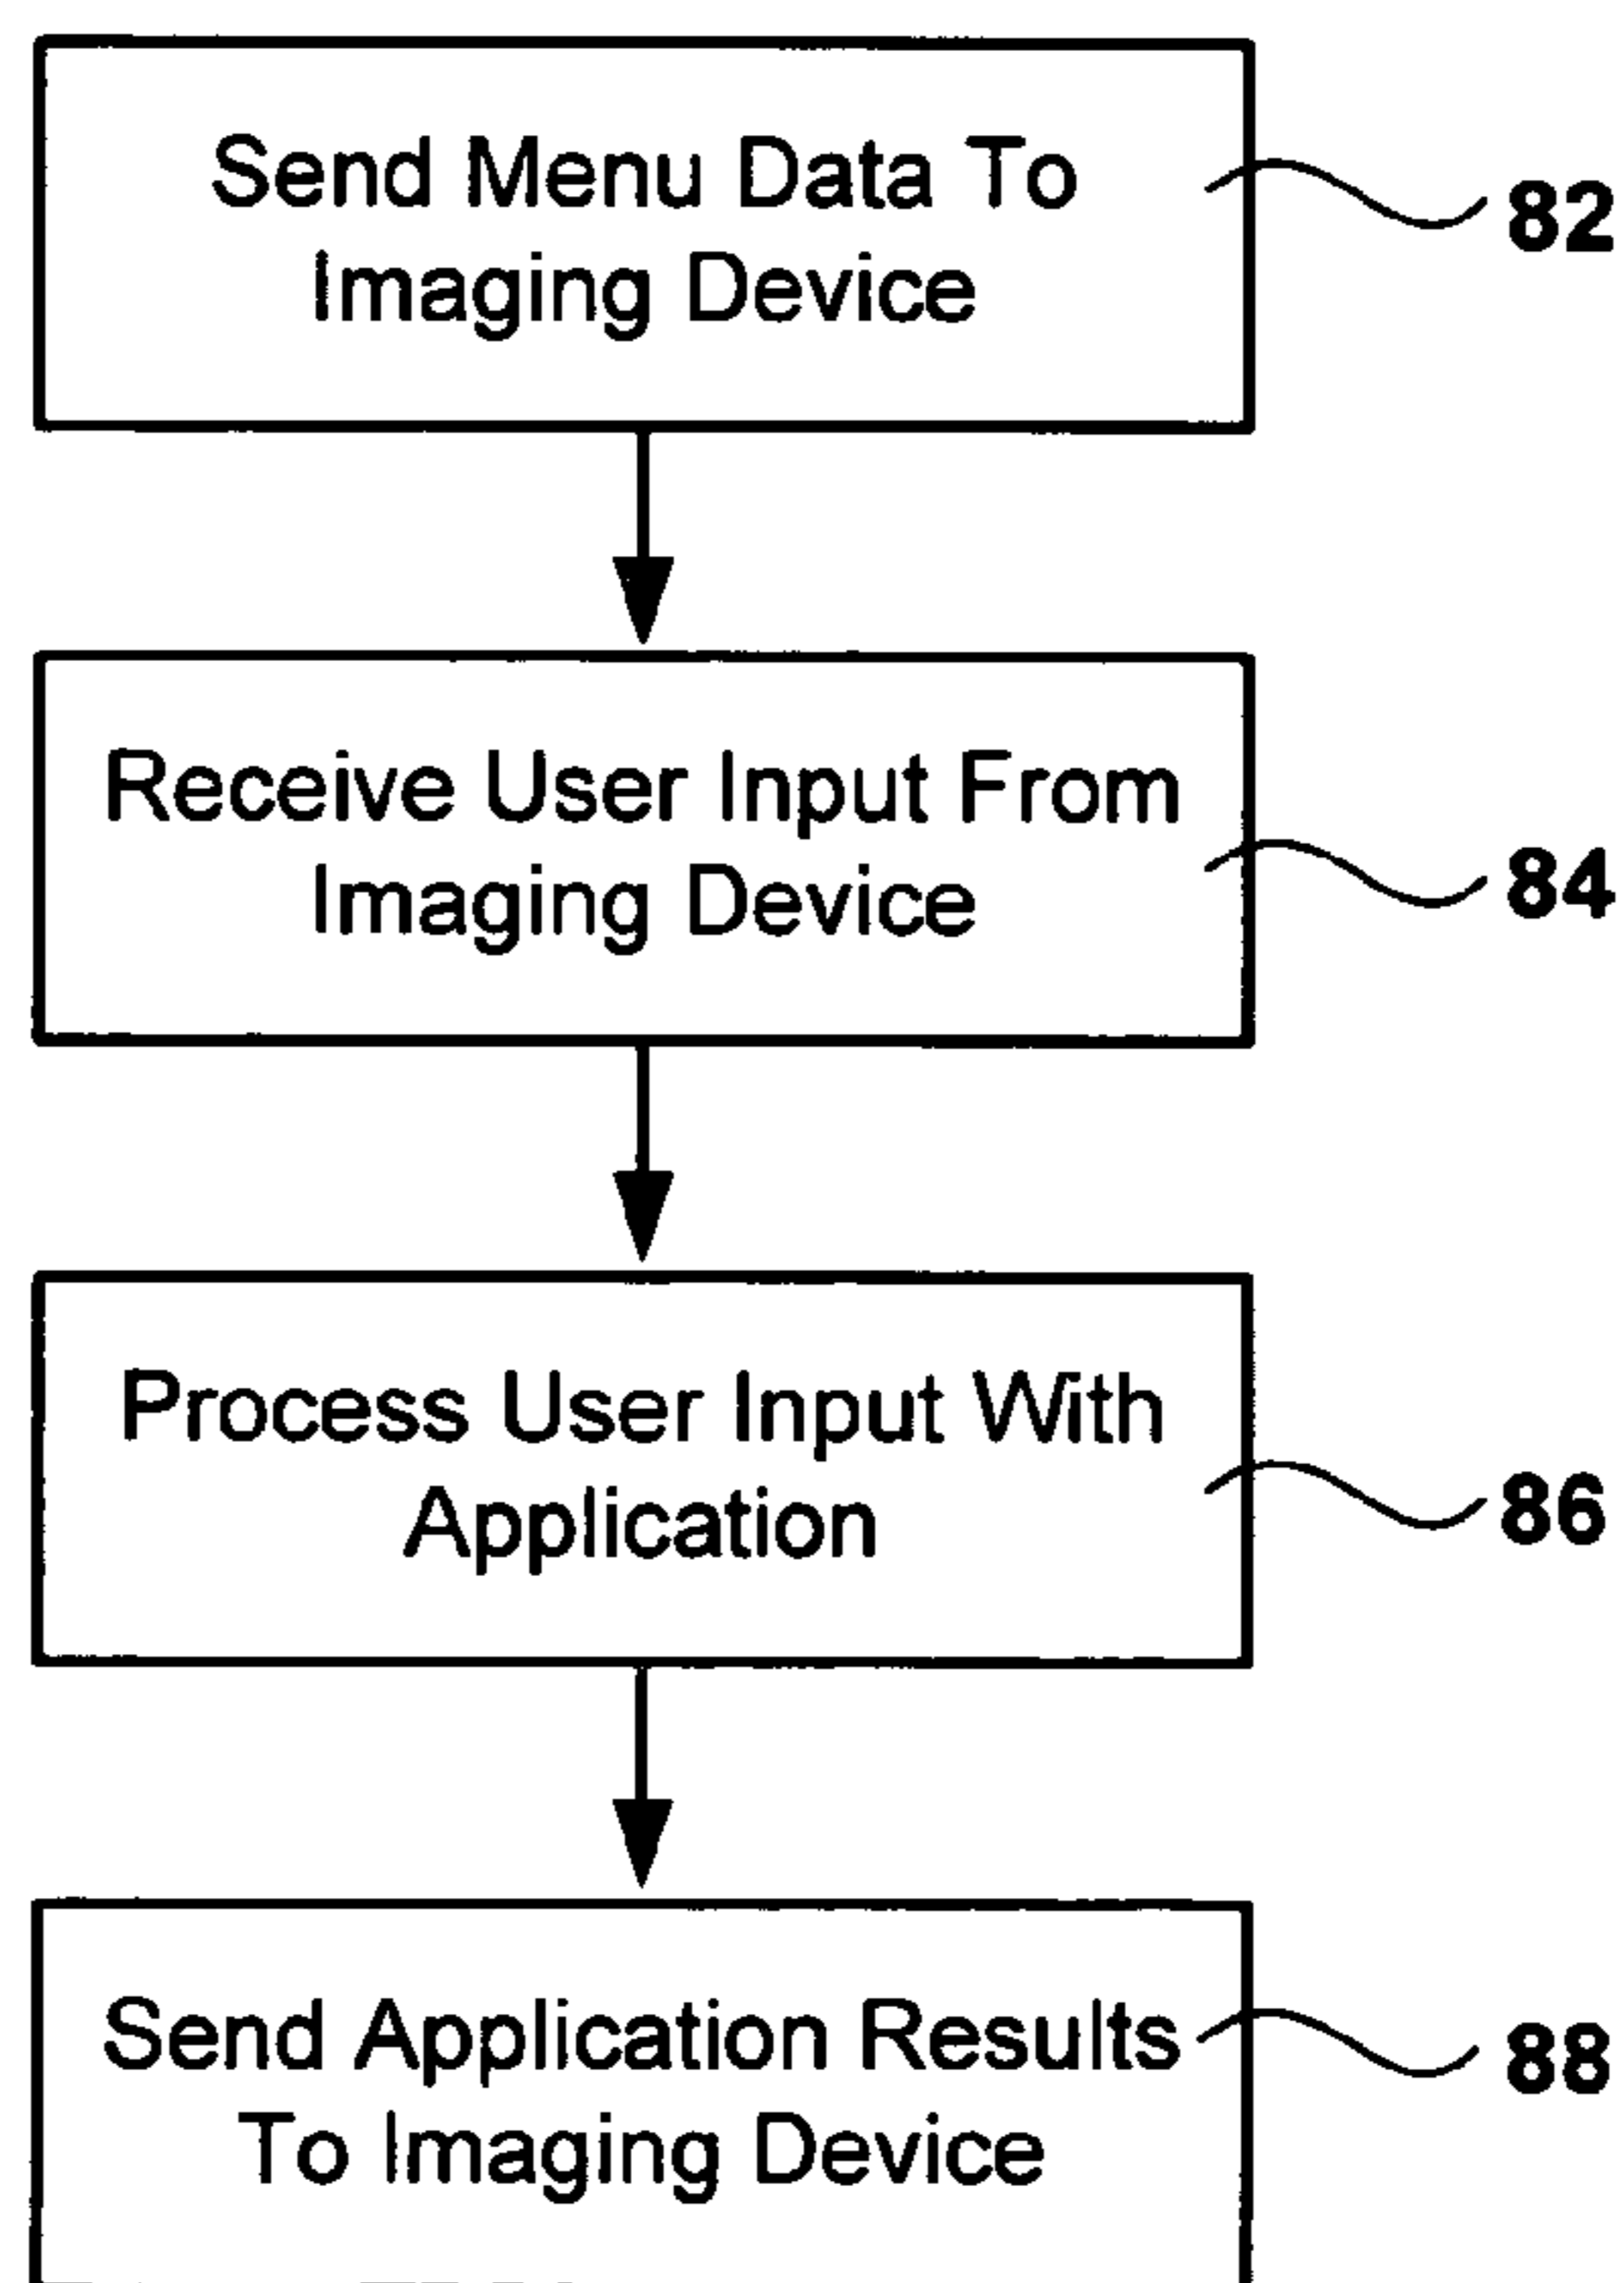 Send Menu Data To
Imaging Device
82
Receive User Input From
Imaging Device
84
Process User Input With
Application
86
Send Application Results
To Imaging Device
88